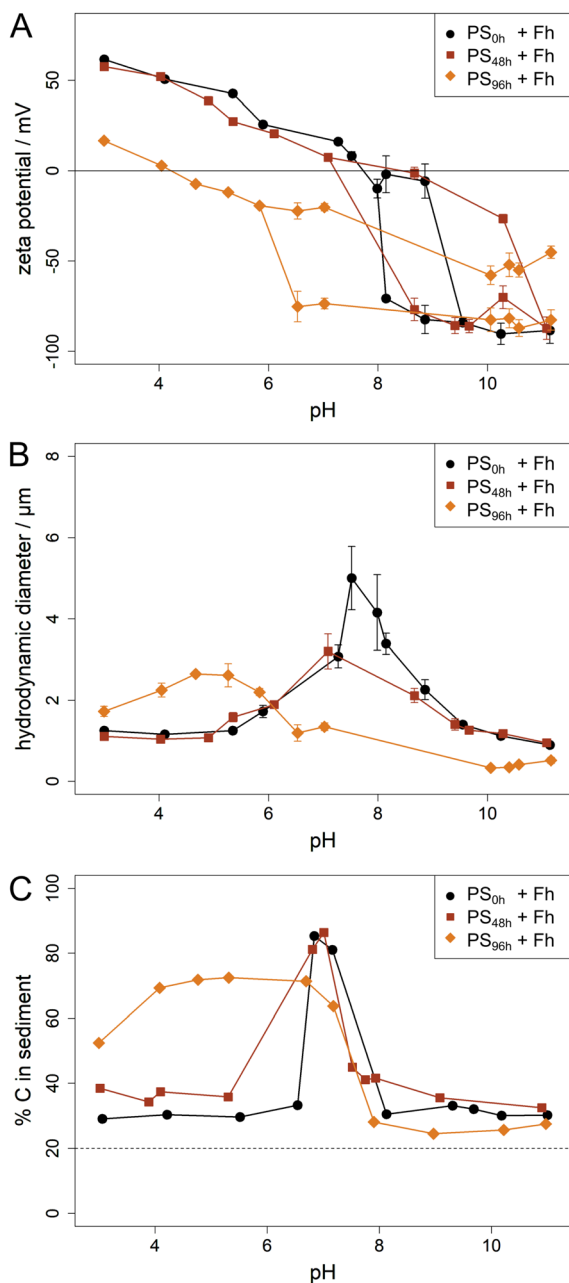 A
PS0h + Fh
PS48h + Fh
PS96h + Fh
zeta potential / mV
50
0
-50
-100
4 6 8 10
pH
B
PS0h + Fh
PS48h + Fh
PS96h + Fh
hydrodynamic diameter / µm
8
6
4
2
0
4 6 8 10
pH
C
PS0h + Fh
PS48h + Fh
PS96h + Fh
% C in sediment
100
80
60
40
20
0
4 6 8 10
pH